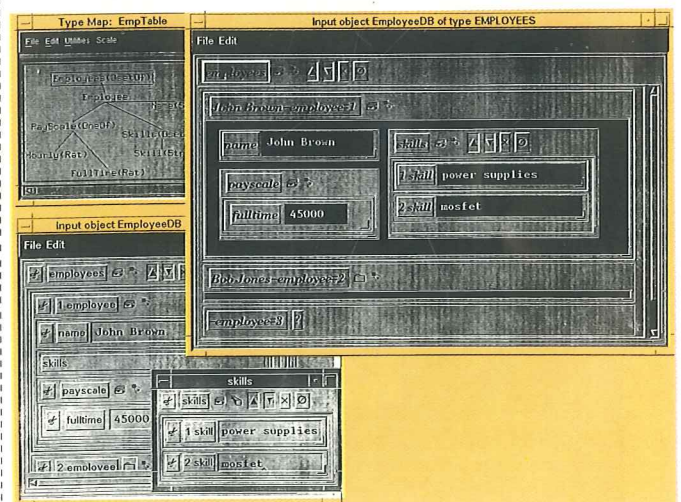 Type Map: EmpTable
File Edit Utilities Scale
Employees(DsetOf)
Employee
PayScale(OneOf)
Hourly(Rat)
FullTime(Rat)
Input object EmployeeDB of type EMPLOYEES
File Edit
employees
John Brown-employee=1
name John Brown
skills
1 skill power supplies
2 skill mosfet
payscale
fulltime 45000
Bob-Jones-employee=2
-employee=3 ?
Input object EmployeeDB
File Edit
employees
1 employee
name John Brown
skills
payscale
fulltime 45000
2 employee
skills
skills
1 skill power supplies
2 skill mosfet